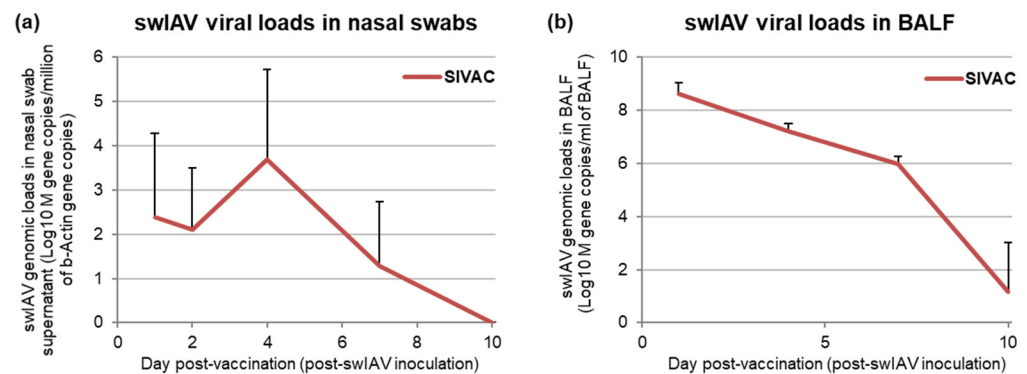 (a)
swIAV viral loads in nasal swabs
swIAV genomic loads in nasal swab
supernatant (Log10 M gene copies/million
of b-Actin gene copies)
6
5
4
3
2
1
0
SIVAC
0 2 4 6 8 10
Day post-vaccination (post-swIAV inoculation)
(b)
swIAV viral loads in BALF
swIAV genomic loads in BALF
(Log10 M gene copies/ml of BALF)
10
8
6
4
2
0
SIVAC
0 5 10
Day post-vaccination (post-swIAV inoculation)